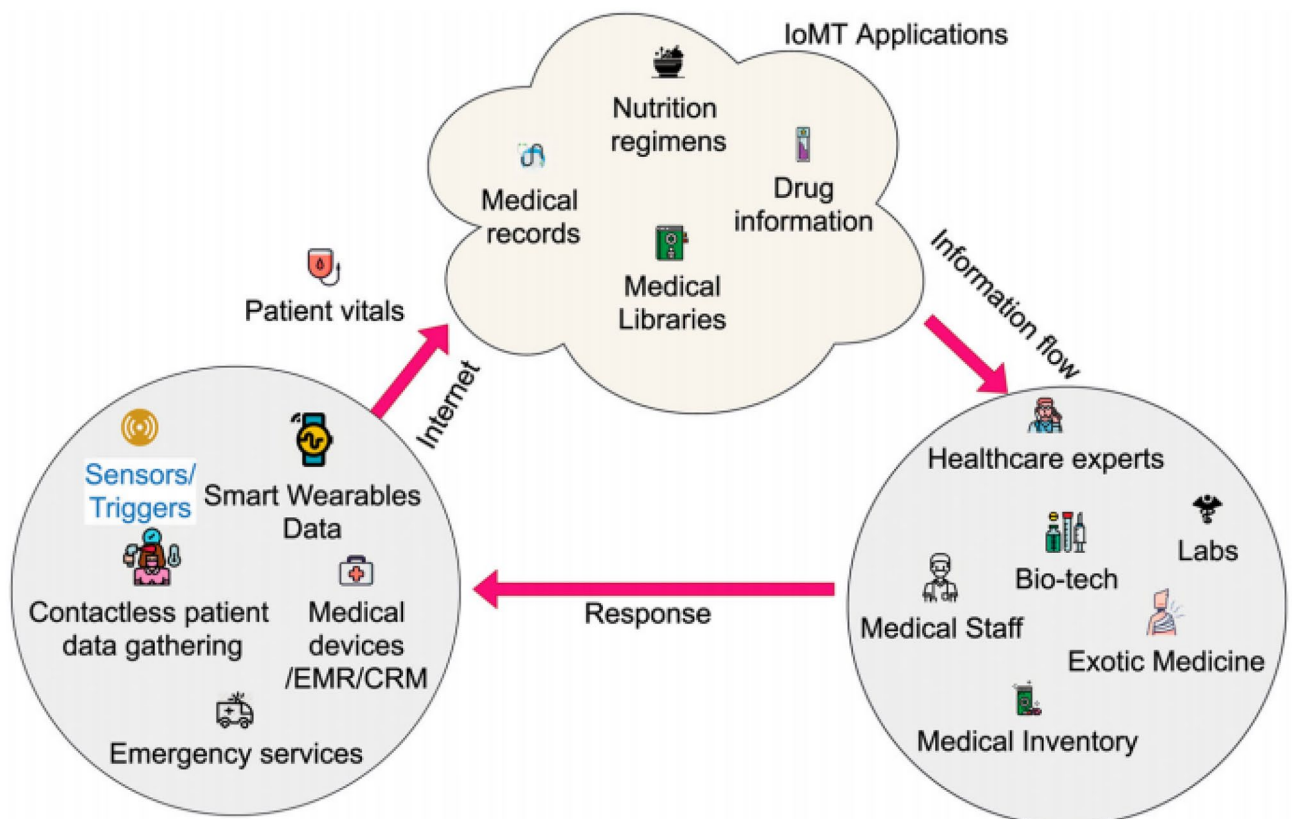 IoMT Applications
Nutrition
regimens
Medical
records
Drug
information
Medical
Libraries
Patient vitals
Internet
Information flow
Sensors/
Triggers
Smart Wearables
Data
Contactless patient
data gathering
Medical
devices
/EMR/CRM
Emergency services
Response
Healthcare experts
Labs
Bio-tech
Medical Staff
Exotic Medicine
Medical Inventory